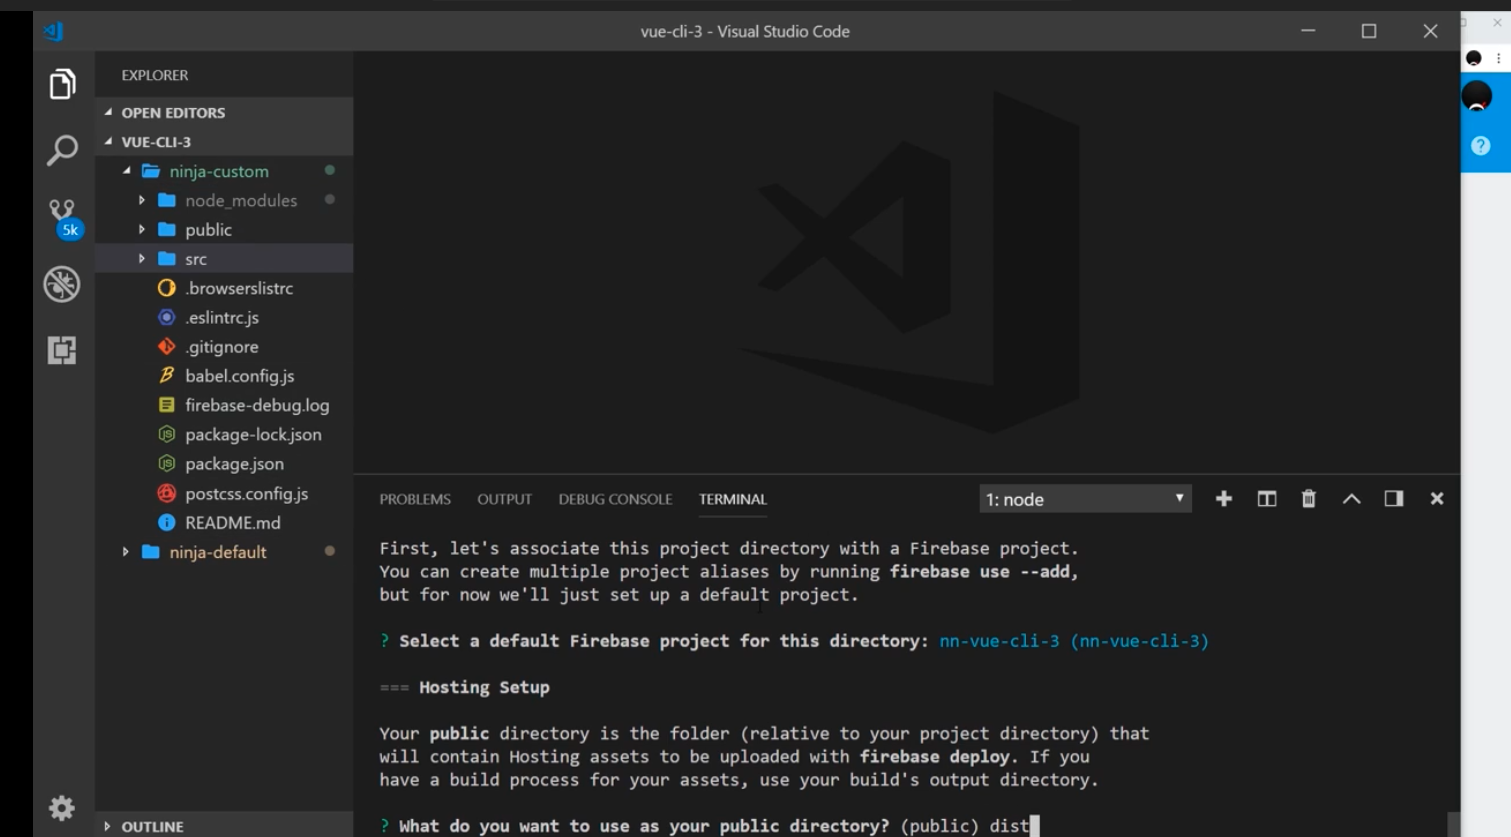 vue-cli-3 - Visual Studio Code
EXPLORER
OPEN EDITORS
VUE-CLI-3
ninja-custom
node_modules
public
src
.browserslistrc
.eslintrc.js
.gitignore
babel.config.js
firebase-debug.log
package-lock.json
package.json
postcss.config.js
README.md
ninja-default
OUTLINE
5k
PROBLEMS OUTPUT DEBUG CONSOLE TERMINAL 1: node
First, let's associate this project directory with a Firebase project.
You can create multiple project aliases by running firebase use --add,
but for now we'll just set up a default project.
? Select a default Firebase project for this directory: nn-vue-cli-3 (nn-vue-cli-3)
=== Hosting Setup
Your public directory is the folder (relative to your project directory) that
will contain Hosting assets to be uploaded with firebase deploy. If you
have a build process for your assets, use your build's output directory.
? What do you want to use as your public directory? (public) dist